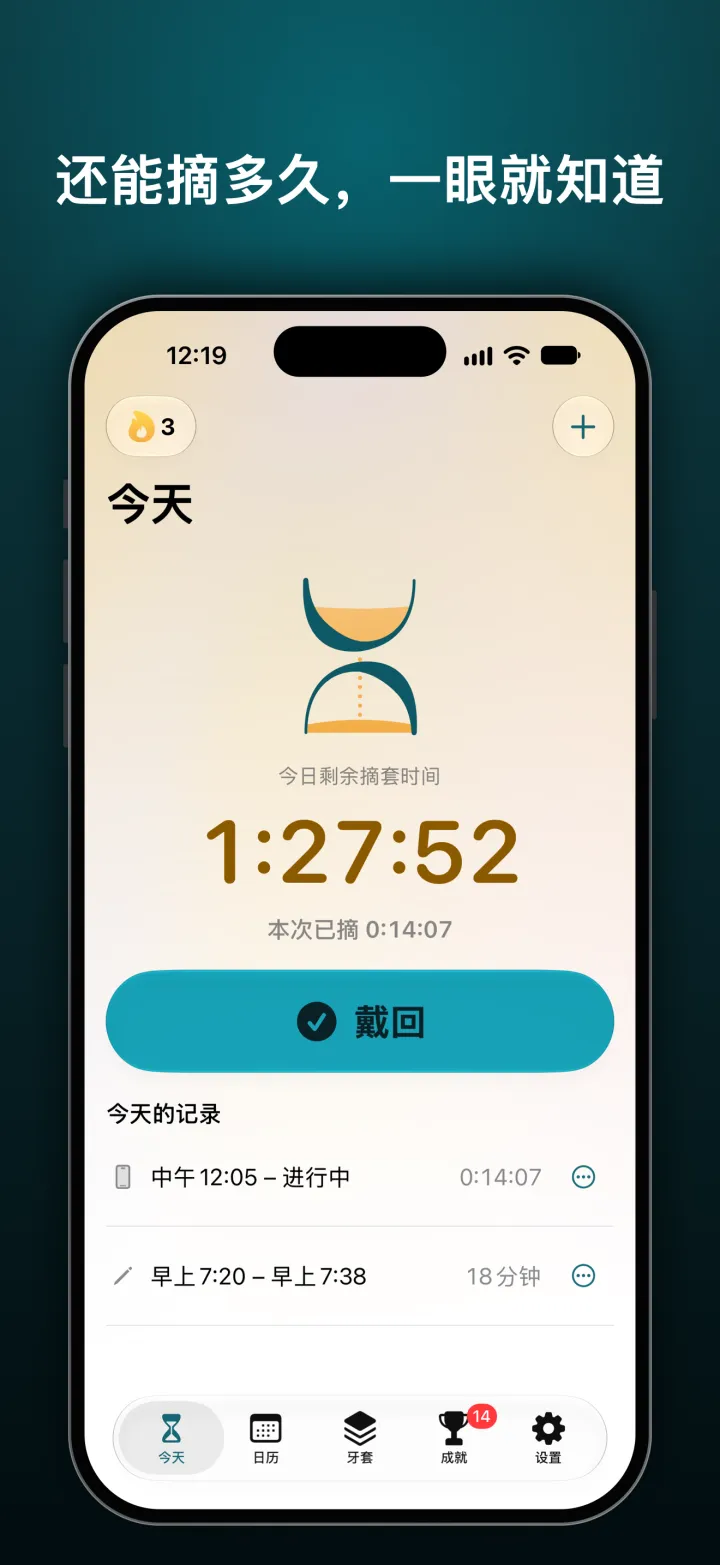 还能摘多久，一眼就知道
12:19
3
今天
今日剩余摘套时间
1:27:52
本次已摘 0:14:07
戴回
今天的记录
中午 12:05 – 进行中 0:14:07
早上 7:20 – 早上 7:38 18 分钟
14
今天 日历 牙套 成就 设置